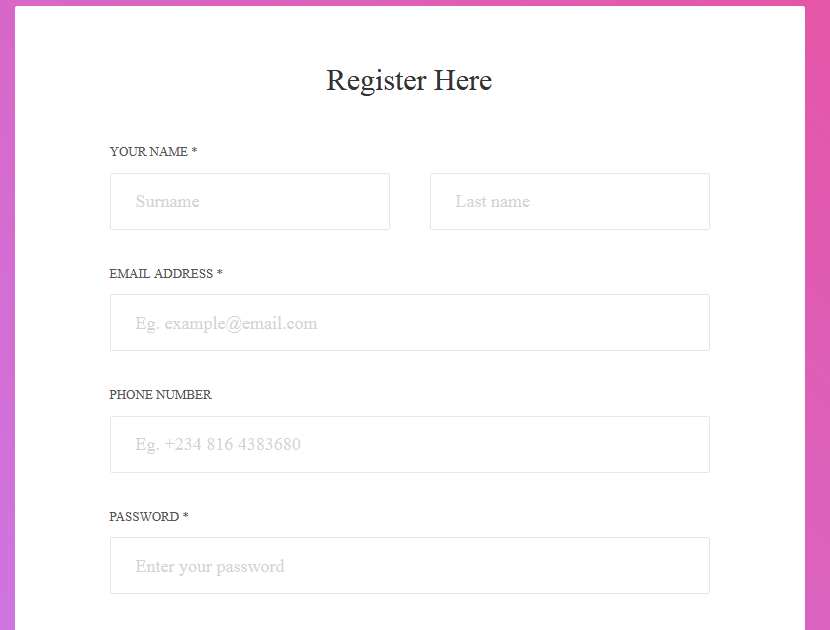 Register Here
YOUR NAME *
Surname Last name
EMAIL ADDRESS *
Eg. example@email.com
PHONE NUMBER
Eg. +234 816 4383680
PASSWORD *
Enter your password